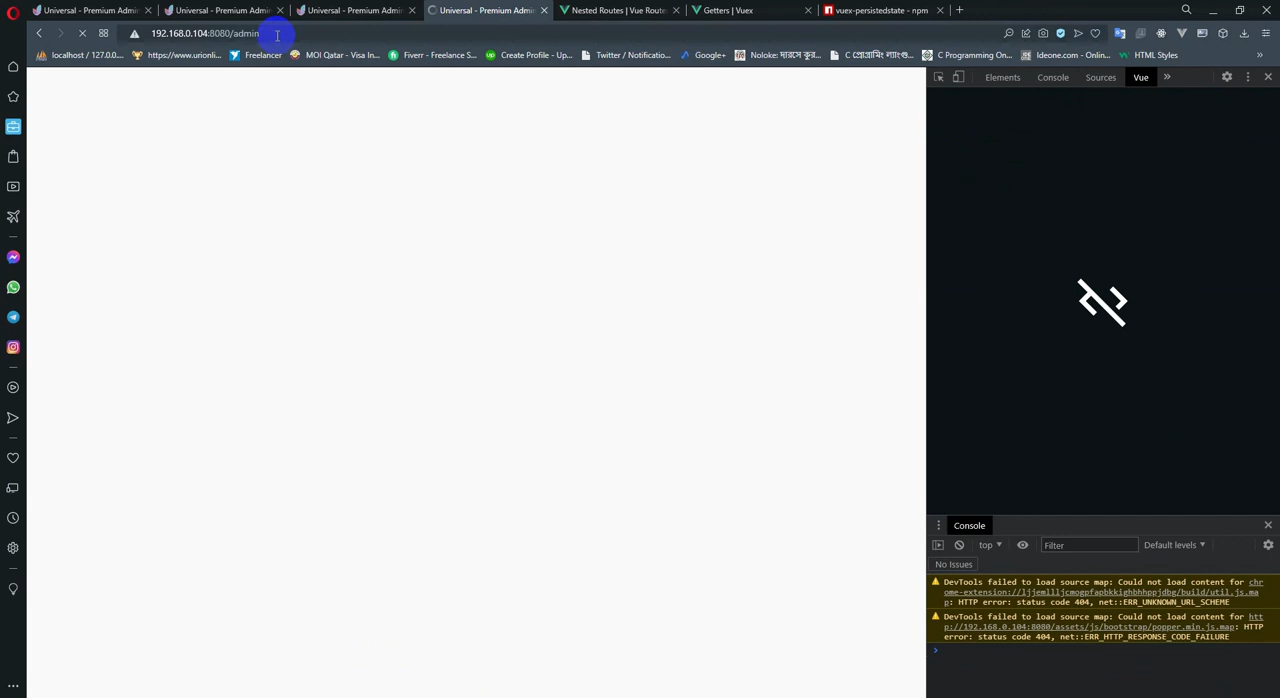 Universal - Premium Admi
Universal - Premium Admi
Universal - Premium Admi
Universal - Premium Admi
Nested Routes | Vue Route
Getters | Vuex
vuex-persistedstate - npm
192.168.0.104:8080/admin
localhost / 127.0.0....
https://www.urionli...
Freelancer
MOI Qatar - Visa In...
Fiverr - Freelance S...
Create Profile - Up...
Twitter / Notificatio...
Google+
Noloke: দারসে কুর...
C প্রোগ্রামিং ল্যাংগু...
C Programming On...
Ideone.com - Onlin...
HTML Styles
Elements
Console
Sources
Vue
Console
top
Filter
Default levels
No Issues
DevTools failed to load source map: Could not load content for chr
ome-extension://ljjemllljcmogpfapbkkighbhhppjdbg/build/util.js.ma
p: HTTP error: status code 404, net::ERR_UNKNOWN_URL_SCHEME
DevTools failed to load source map: Could not load content for htt
p://192.168.0.104:8080/assets/js/bootstrap/popper.min.js.map: HTTP
error: status code 404, net::ERR_HTTP_RESPONSE_CODE_FAILURE